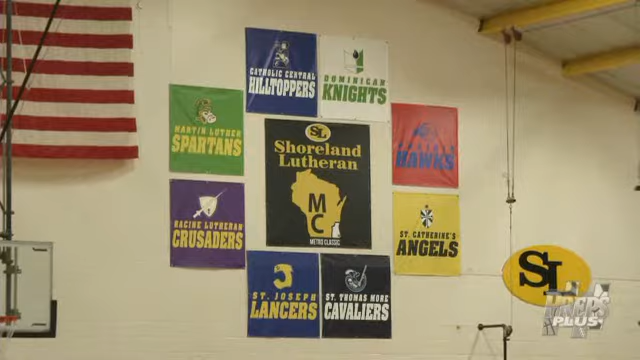 CATHOLIC CENTRAL
HILLTOPPERS
DOMINICAN
KNIGHTS
MARTIN LUTHER
SPARTANS
SL
Shoreland
Lutheran
MC
METRO CLASSIC
HAWKS
RACINE LUTHERAN
CRUSADERS
ST. CATHERINE'S
ANGELS
ST. JOSEPH
LANCERS
ST. THOMAS MORE
CAVALIERS
SL
PREPS
PLUS+